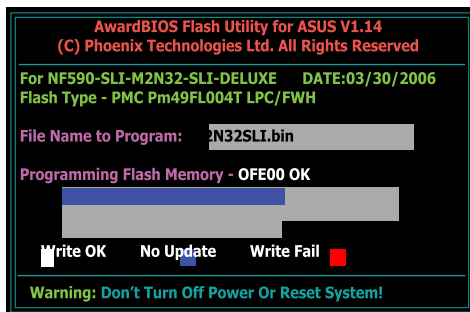 AwardBIOS Flash Utility for ASUS V1.14
(C) Phoenix Technologies Ltd. All Rights Reserved
For NF590-SLI-M2N32-SLI-DELUXE DATE:03/30/2006
Flash Type - PMC Pm49FL004T LPC/FWH
File Name to Program: 2N32SLI.bin
Programming Flash Memory - OFE00 OK
Write OK No Update Write Fail
Warning: Don't Turn Off Power Or Reset System!